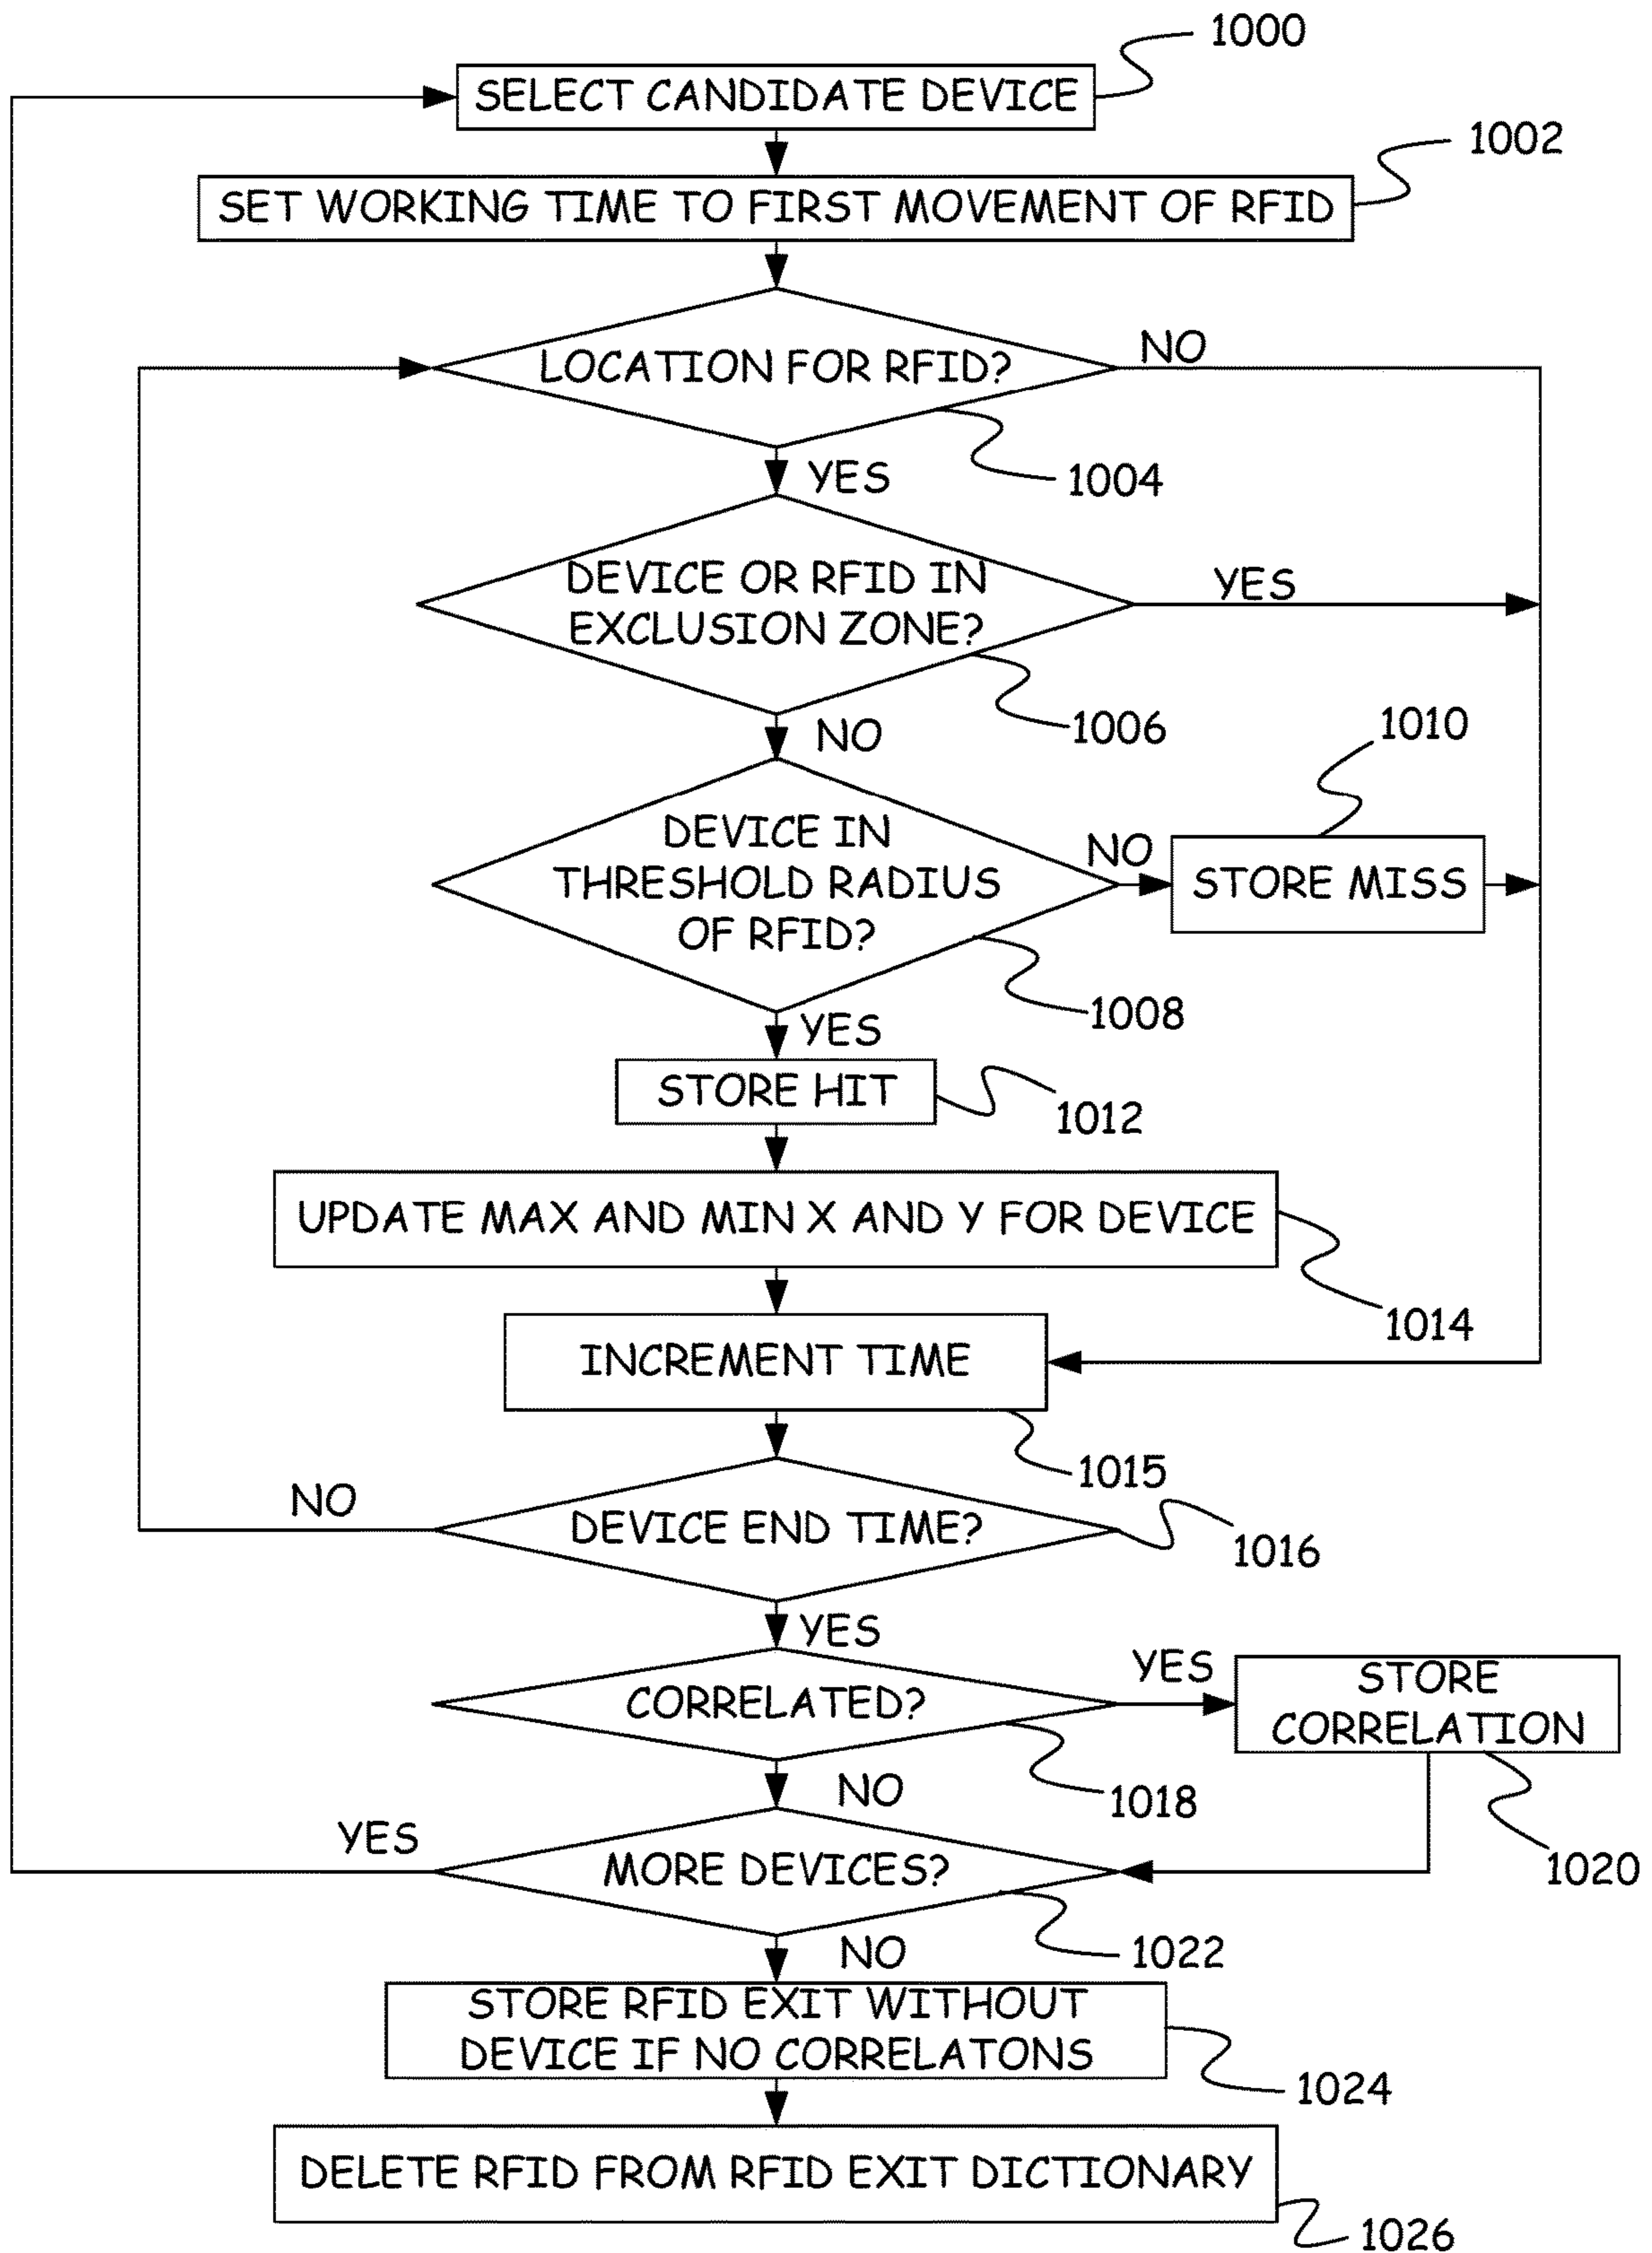 1000
SELECT CANDIDATE DEVICE
1002
SET WORKING TIME TO FIRST MOVEMENT OF RFID
LOCATION FOR RFID?
NO
1004
YES
DEVICE OR RFID IN
EXCLUSION ZONE?
YES
1006
NO
1010
DEVICE IN
THRESHOLD RADIUS
OF RFID?
NO
STORE MISS
1008
YES
STORE HIT
1012
UPDATE MAX AND MIN X AND Y FOR DEVICE
1014
INCREMENT TIME
1015
NO
DEVICE END TIME?
1016
YES
CORRELATED?
YES
STORE
CORRELATION
1018
NO
1020
YES
MORE DEVICES?
1022
NO
STORE RFID EXIT WITHOUT
DEVICE IF NO CORRELATONS
1024
DELETE RFID FROM RFID EXIT DICTIONARY
1026